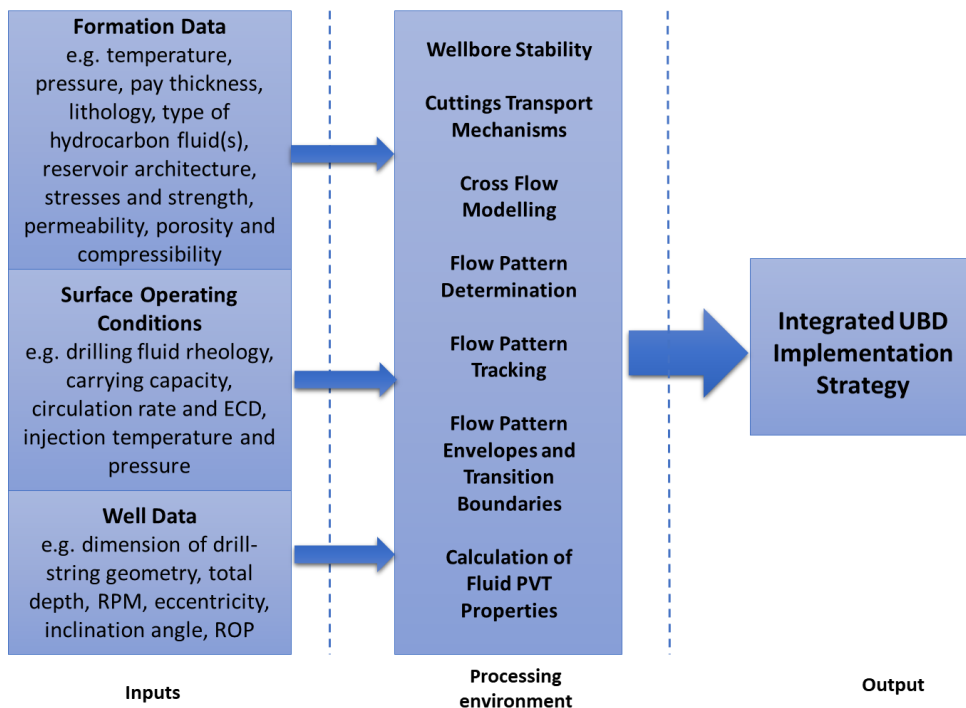 Formation Data
e.g. temperature,
pressure, pay thickness,
lithology, type of
hydrocarbon fluid(s),
reservoir architecture,
stresses and strength,
permeability, porosity and
compressibility
Surface Operating
Conditions
e.g. drilling fluid rheology,
carrying capacity,
circulation rate and ECD,
injection temperature and
pressure
Well Data
e.g. dimension of drill-
string geometry, total
depth, RPM, eccentricity,
inclination angle, ROP
Inputs
Wellbore Stability
Cuttings Transport
Mechanisms
Cross Flow
Modelling
Flow Pattern
Determination
Flow Pattern
Tracking
Flow Pattern
Envelopes and
Transition
Boundaries
Calculation of
Fluid PVT
Properties
Processing
environment
Integrated UBD
Implementation
Strategy
Output